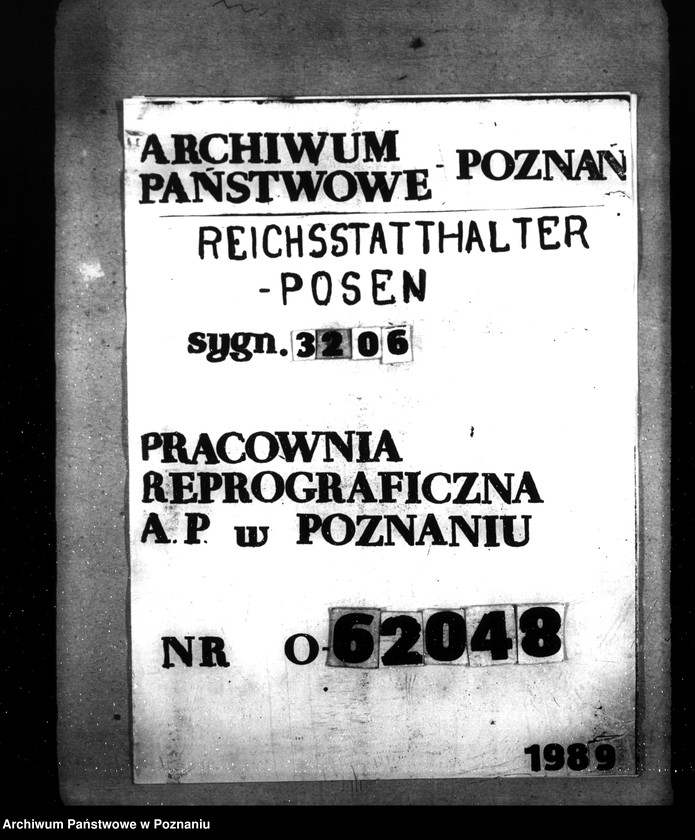 ARCHIWUM
PAŃSTWOWE - POZNAŃ
REICHSSTATTHALTER
-POSEN
sygn. 3206
PRACOWNIA
REPROGRAFICZNA
A.P. w POZNANIU
NR O-62048
1989
Archiwum Państwowe w Poznaniu